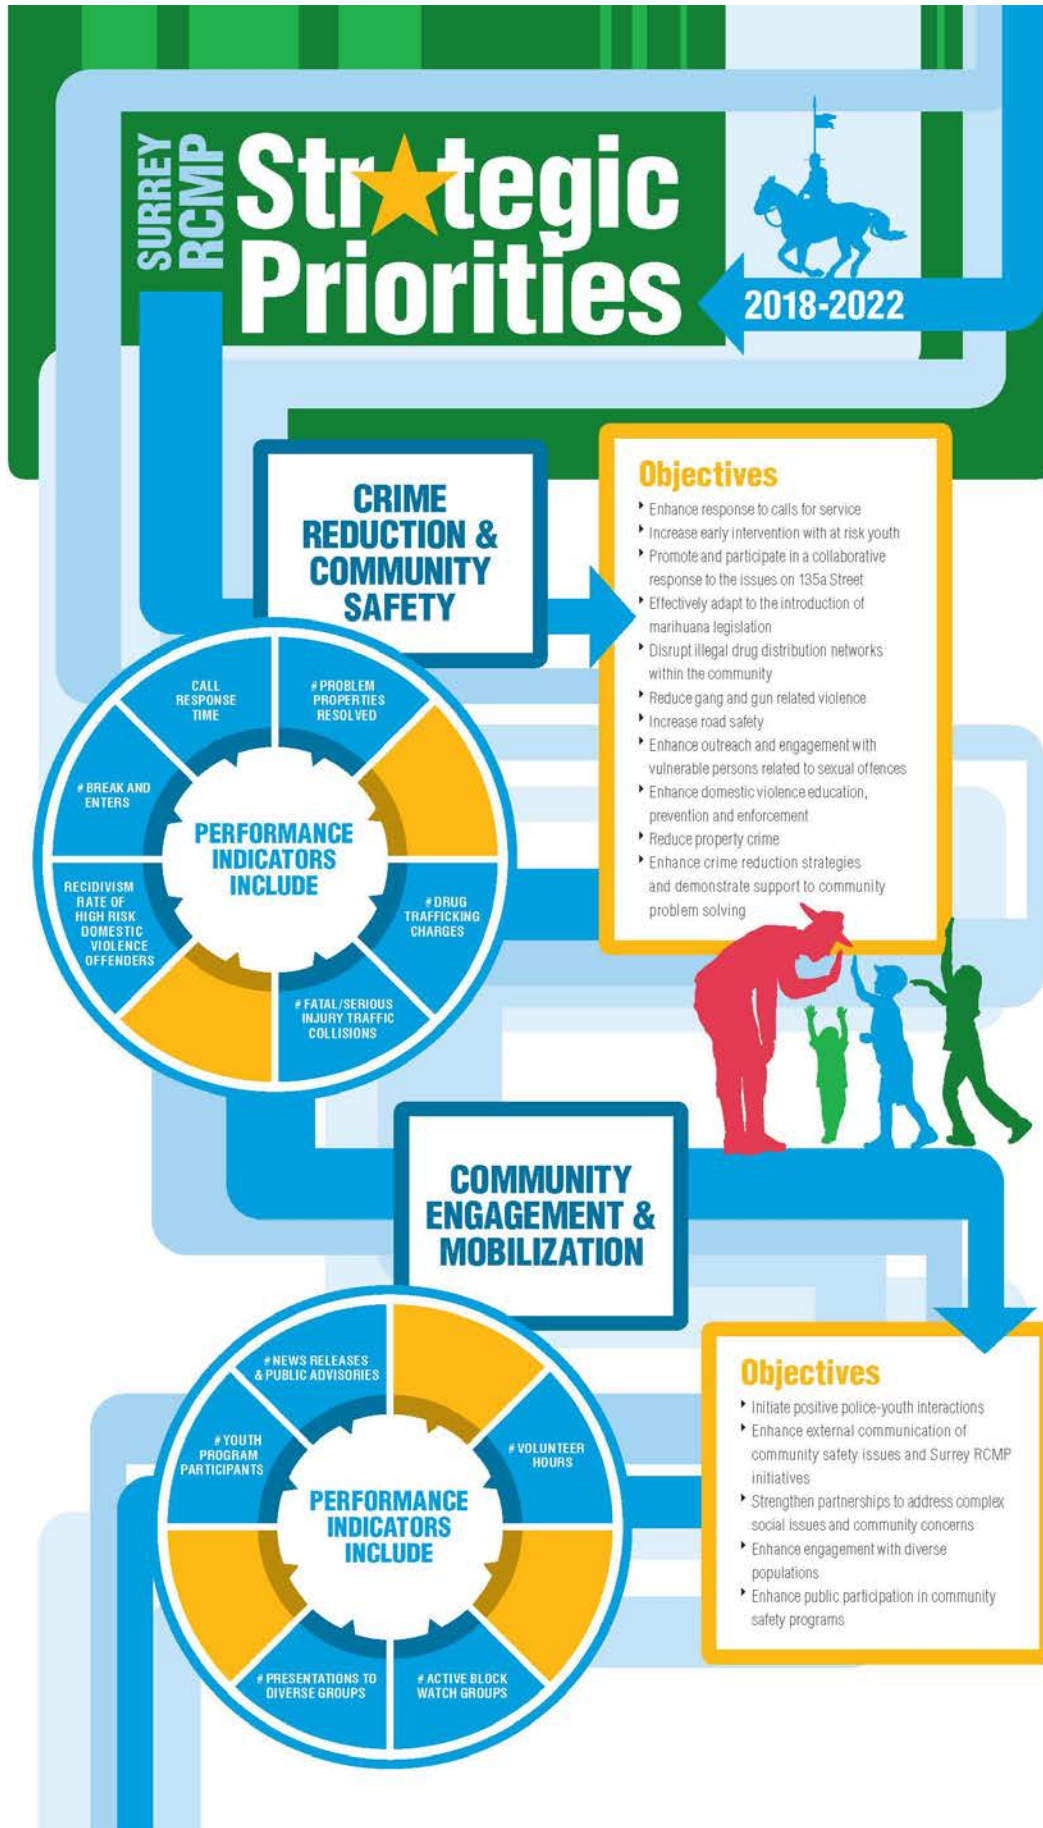 SURREY
RCMP
Strategic
Priorities
2018-2022
CRIME
REDUCTION &
COMMUNITY
SAFETY
Objectives
Enhance response to calls for service
Increase early intervention with at risk youth
Promote and participate in a collaborative
response to the issues on 135a Street
Effectively adapt to the introduction of
marihuana legislation
Disrupt illegal drug distribution networks
within the community
Reduce gang and gun related violence
Increase road safety
Enhance outreach and engagement with
vulnerable persons related to sexual offences
Enhance domestic violence education,
prevention and enforcement
Reduce property crime
Enhance crime reduction strategies
and demonstrate support to community
problem solving
PERFORMANCE
INDICATORS
INCLUDE
CALL
RESPONSE
TIME
# PROBLEM
PROPERTIES
RESOLVED
# BREAK AND
ENTERS
# DRUG
TRAFFICKING
CHARGES
RECIDIVISM
RATE OF
HIGH RISK
DOMESTIC
VIOLENCE
OFFENDERS
# FATAL/SERIOUS
INJURY TRAFFIC
COLLISIONS
COMMUNITY
ENGAGEMENT &
MOBILIZATION
PERFORMANCE
INDICATORS
INCLUDE
# NEWS RELEASES
& PUBLIC ADVISORIES
# YOUTH
PROGRAM
PARTICIPANTS
# VOLUNTEER
HOURS
# PRESENTATIONS TO
DIVERSE GROUPS
# ACTIVE BLOCK
WATCH GROUPS
Objectives
Initiate positive police-youth interactions
Enhance external communication of
community safety issues and Surrey RCMP
initiatives
Strengthen partnerships to address complex
social issues and community concerns
Enhance engagement with diverse
populations
Enhance public participation in community
safety programs